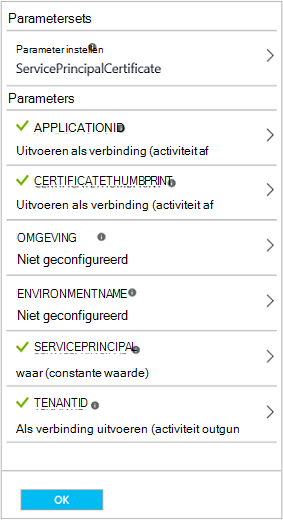 Parametersets
Parameter instellen
ServicePrincipalCertificate
Parameters
APPLICATIONID
Uitvoeren als verbinding (activiteit af
CERTIFICATETHUMBPRINT
Uitvoeren als verbinding (activiteit af
OMGEVING
Niet geconfigureerd
ENVIRONMENTNAME
Niet geconfigureerd
SERVICEPRINCIPAL
waar (constante waarde)
TENANTID
Als verbinding uitvoeren (activiteit outgun
OK